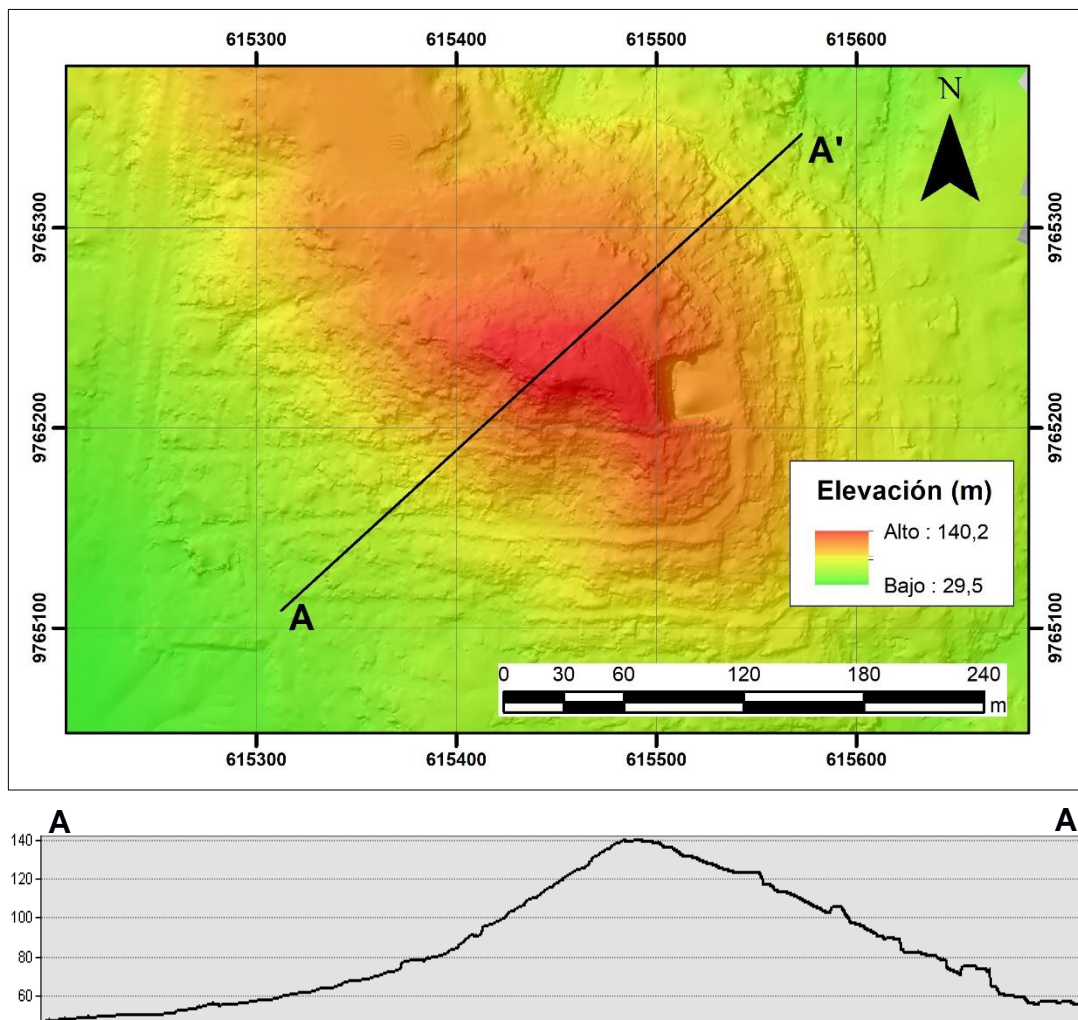 615300 615400 615500 615600
N
A'
9765300 9765300
9765200 9765200
Elevación (m)
Alto : 140,2
Bajo : 29,5
A
9765100 9765100
0 30 60 120 180 240
m
615300 615400 615500 615600
A A
140
120
100
80
60